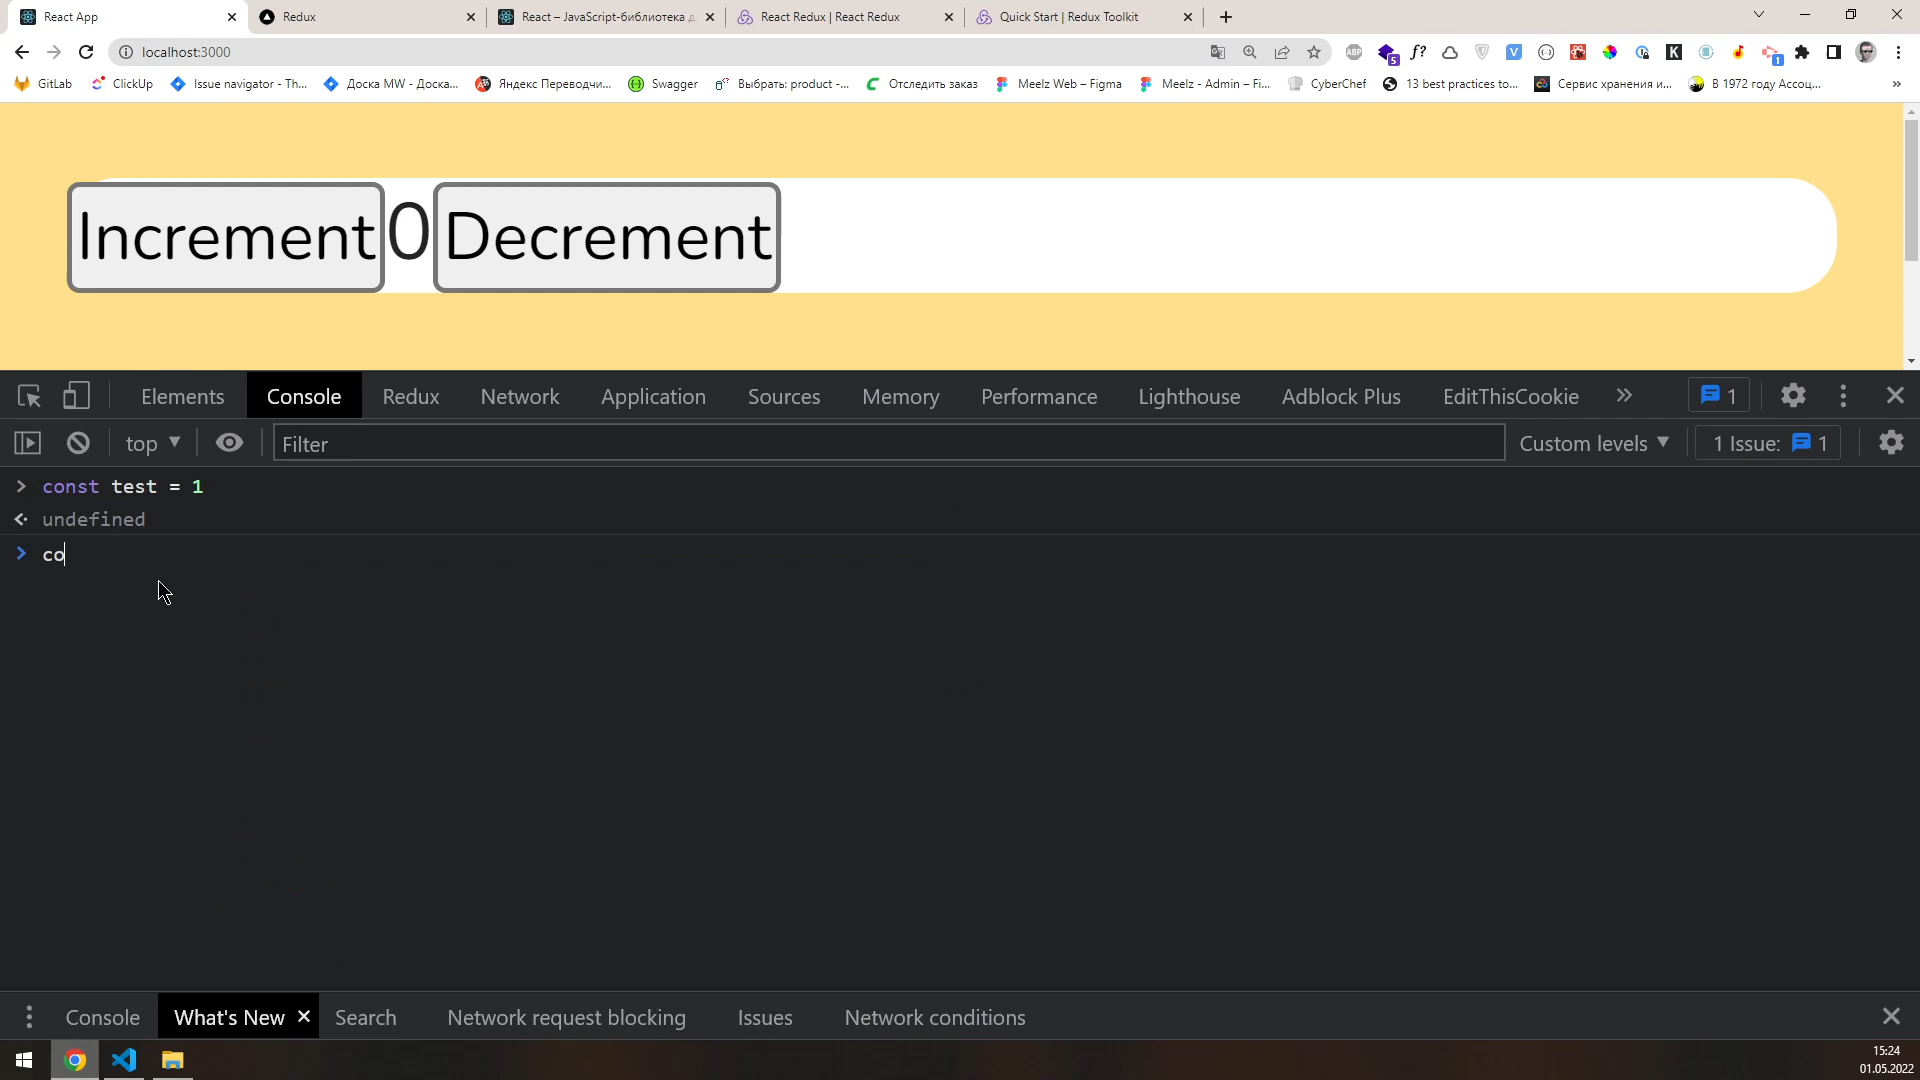 React App
Redux
React – JavaScript-библиотека д
React Redux | React Redux
Quick Start | Redux Toolkit
localhost:3000
ABP
5
f?
V
K
1
GitLab
ClickUp
Issue navigator - Th...
Доска MW - Доска...
Яндекс Переводчи...
Swagger
Выбрать: product -...
Отследить заказ
Meelz Web – Figma
Meelz - Admin – Fi...
CyberChef
13 best practices to...
Сервис хранения и...
В 1972 году Ассоц...
»
Increment
0
Decrement
Elements
Console
Redux
Network
Application
Sources
Memory
Performance
Lighthouse
Adblock Plus
EditThisCookie
»
1
top
Filter
Custom levels
1 Issue: 1
> const test = 1
undefined
> co
Console
What's New
Search
Network request blocking
Issues
Network conditions
15:24
01.05.2022